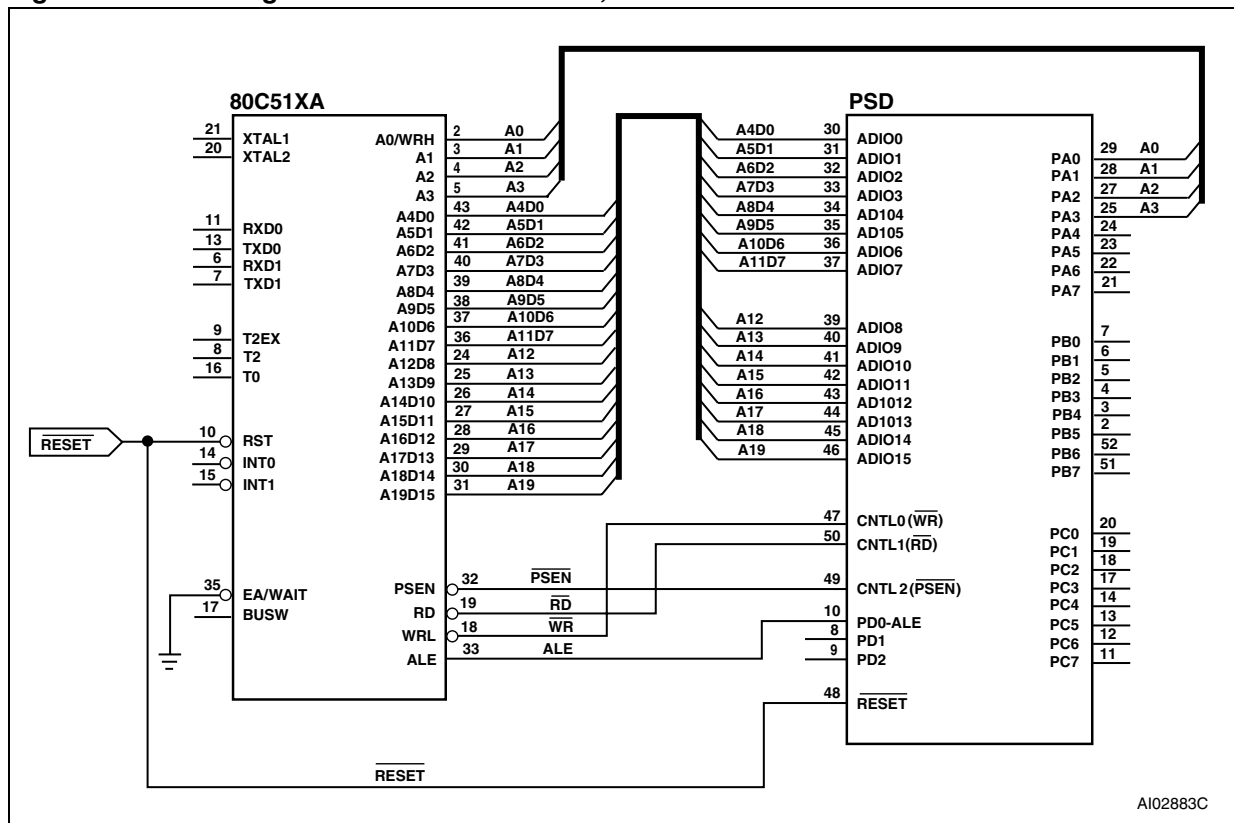 80C51XA
PSD
21 XTAL1
20 XTAL2
11 RXD0
13 TXD0
6 RXD1
7 TXD1
9 T2EX
8 T2
16 T0
RESET
10 RST
14 INT0
15 INT1
35 EA/WAIT
17 BUSW
A0/WRH 2 A0
A1 3 A1
A2 4 A2
A3 5 A3
A4D0 43 A4D0
A5D1 42 A5D1
A6D2 41 A6D2
A7D3 40 A7D3
A8D4 39 A8D4
A9D5 38 A9D5
A10D6 37 A10D6
A11D7 36 A11D7
A12D8 24 A12
A13D9 25 A13
A14D10 26 A14
A15D11 27 A15
A16D12 28 A16
A17D13 29 A17
A18D14 30 A18
A19D15 31 A19
PSEN 32 PSEN
RD 19 RD
WRL 18 WR
ALE 33 ALE
A4D0 30 ADIO0
A5D1 31 ADIO1
A6D2 32 ADIO2
A7D3 33 ADIO3
A8D4 34 AD104
A9D5 35 AD105
A10D6 36 ADIO6
A11D7 37 ADIO7
A12 39 ADIO8
A13 40 ADIO9
A14 41 ADIO10
A15 42 ADIO11
A16 43 AD1012
A17 44 AD1013
A18 45 ADIO14
A19 46 ADIO15
47 CNTL0(WR)
50 CNTL1(RD)
49 CNTL2(PSEN)
10 PD0-ALE
8 PD1
9 PD2
48 RESET
PA0 29 A0
PA1 28 A1
PA2 27 A2
PA3 25 A3
PA4 24
PA5 23
PA6 22
PA7 21
PB0 7
PB1 6
PB2 5
PB3 4
PB4 3
PB5 2
PB6 52
PB7 51
PC0 20
PC1 19
PC2 18
PC3 17
PC4 14
PC5 13
PC6 12
PC7 11
RESET
AI02883C